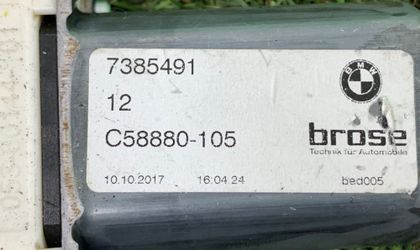 7385491
12
BMW
C58880-105
brose
Technik für Automobile
10.10.2017 16:04 24 bed005